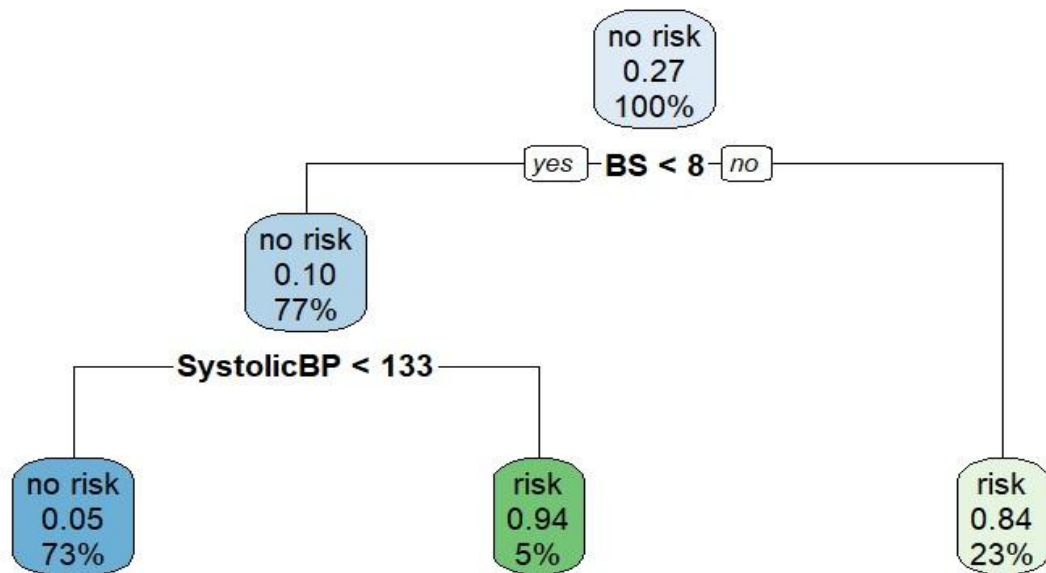 no risk
0.27
100%
yes BS < 8 no
no risk
0.10
77%
SystolicBP < 133
no risk
0.05
73%
risk
0.94
5%
risk
0.84
23%